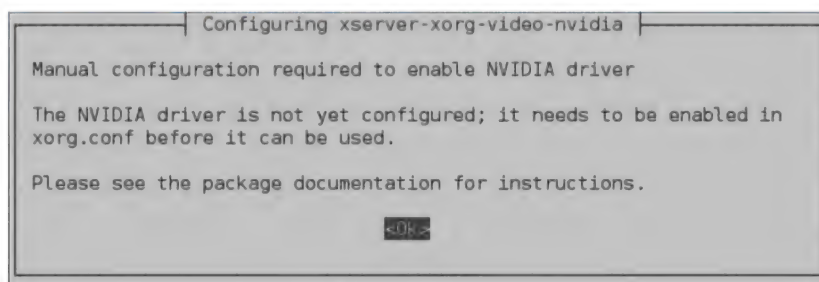 Configuring xserver-xorg-video-nvidia
Manual configuration required to enable NVIDIA driver
The NVIDIA driver is not yet configured; it needs to be enabled in
xorg.conf before it can be used.
Please see the package documentation for instructions.
<Ok>